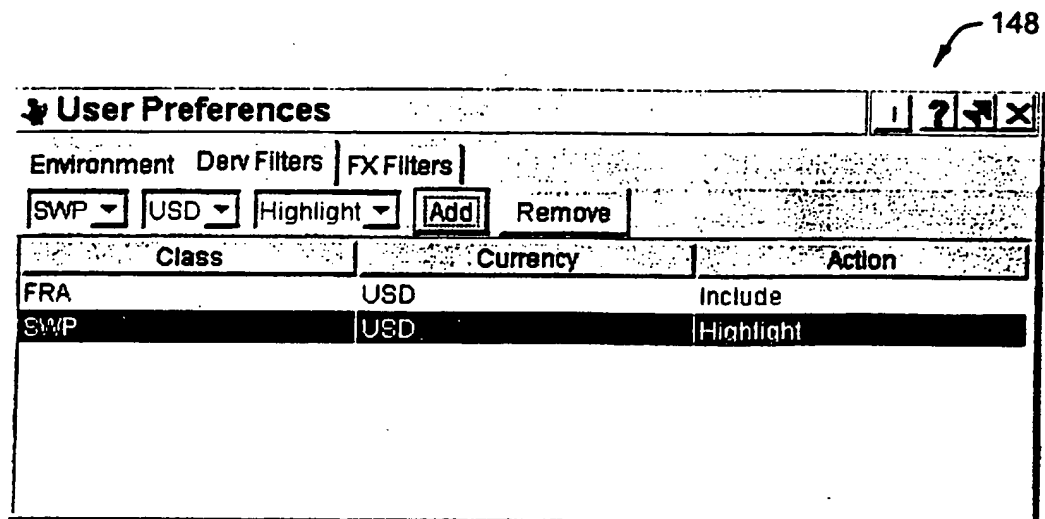 148
User Preferences ?
Environment Derv Filters FX Filters
SWP USD Highlight Add Remove
Class Currency Action
FRA USD Include
SWP USD Highlight